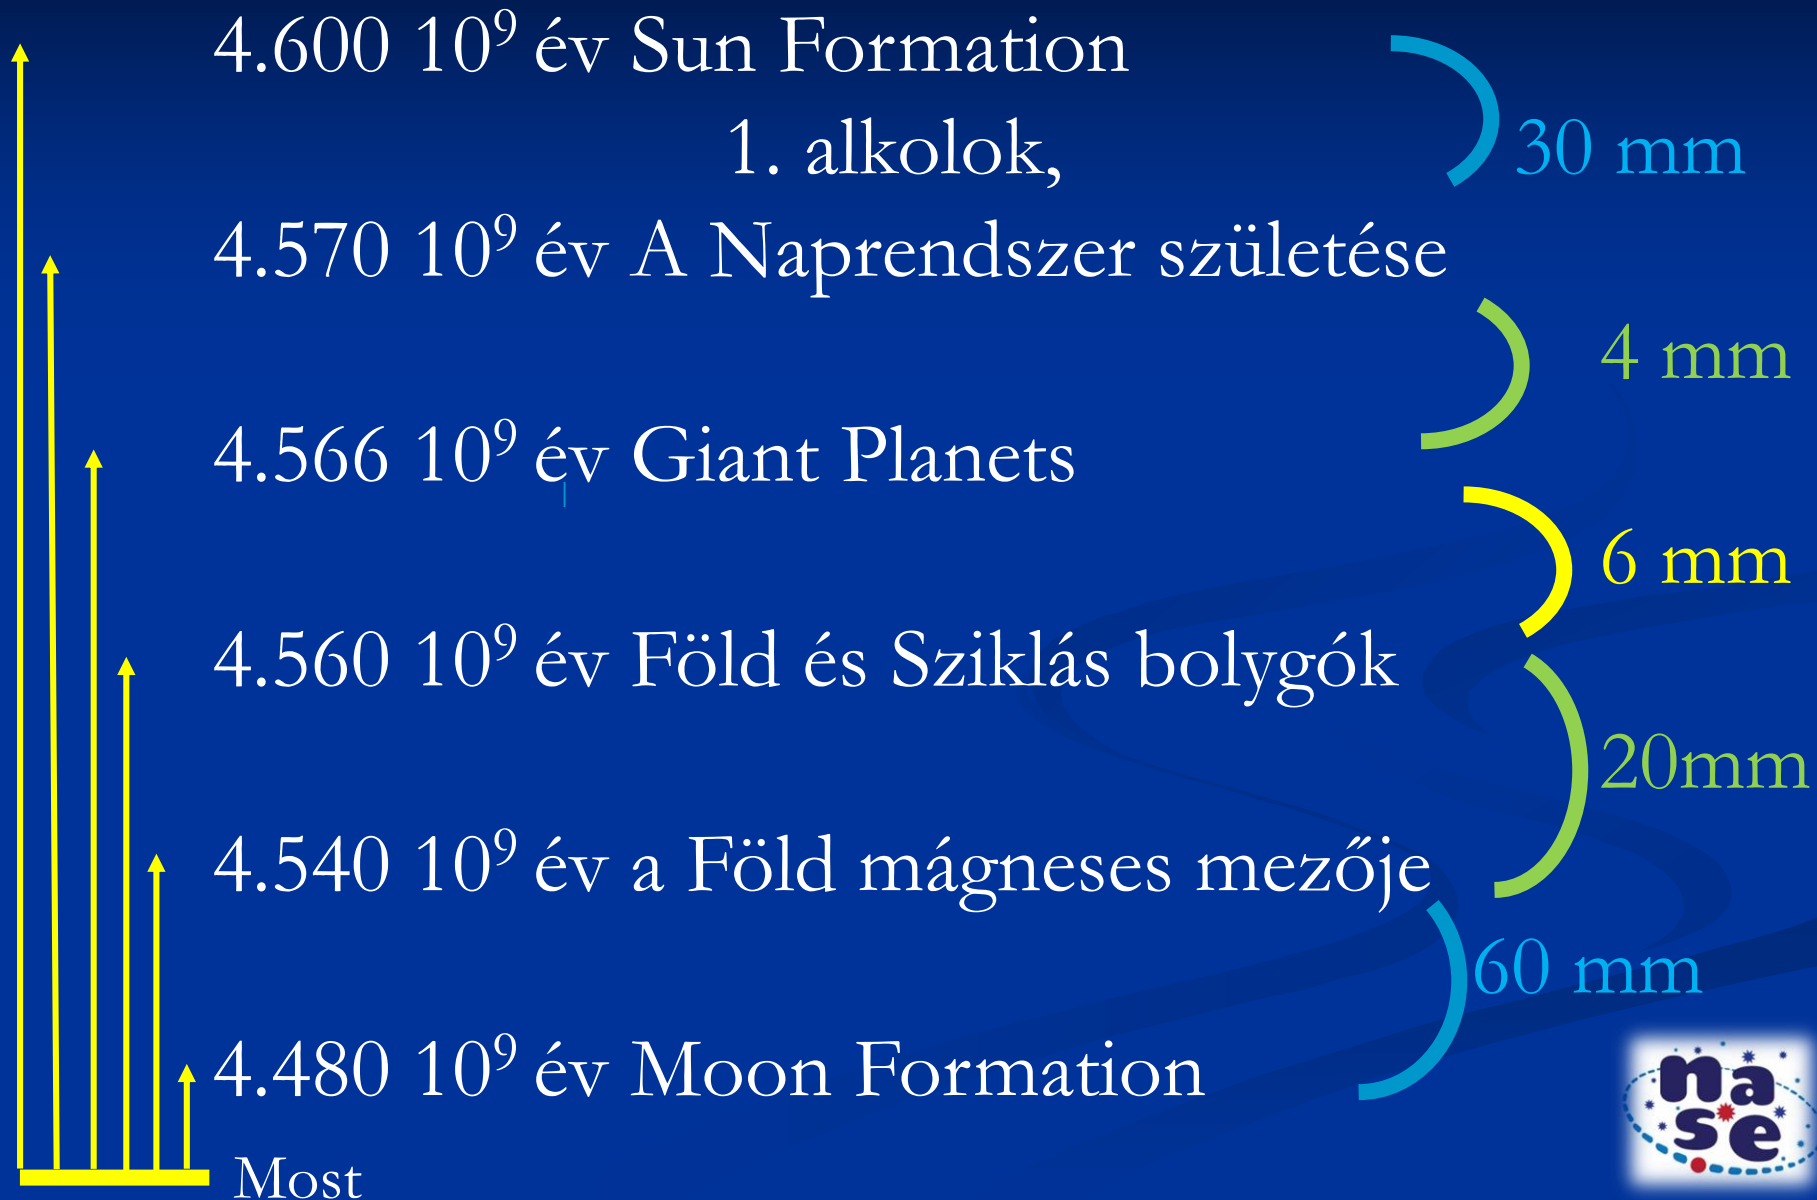 4.600 10⁹ év Sun Formation
1. alkolok,
30 mm
4.570 10⁹ év A Naprendszer születése
4 mm
4.566 10⁹ év Giant Planets
6 mm
4.560 10⁹ év Föld és Sziklás bolygók
20mm
4.540 10⁹ év a Föld mágneses mezője
60 mm
4.480 10⁹ év Moon Formation
Most
na
se